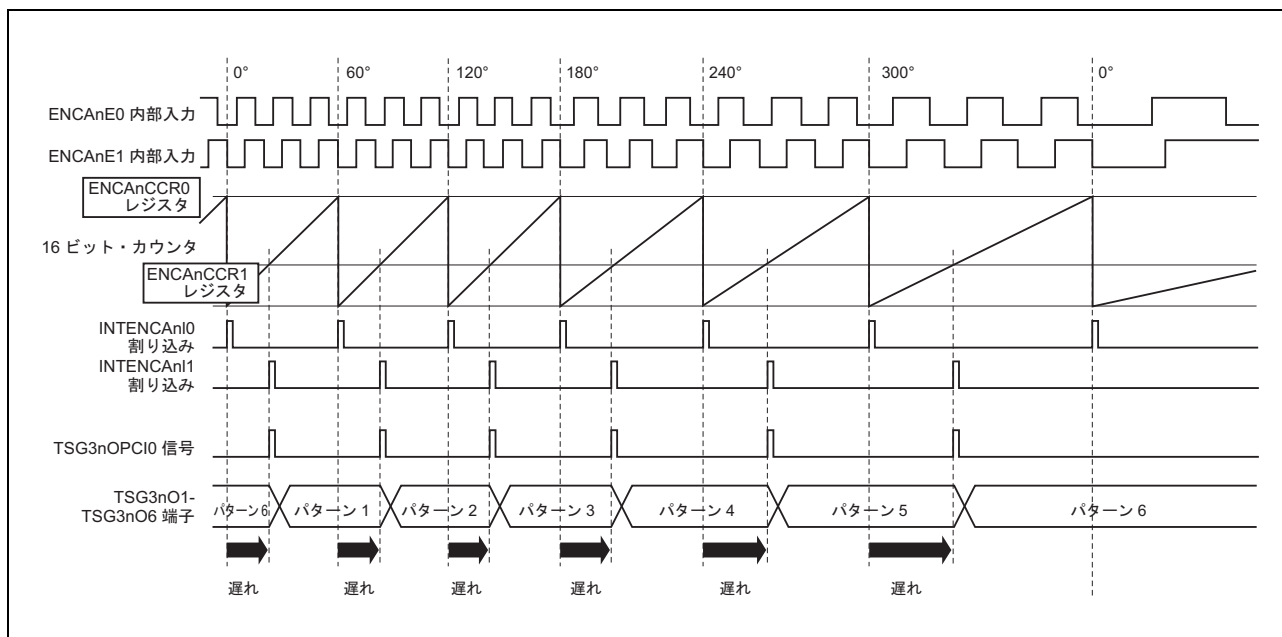 0° 60° 120° 180° 240° 300° 0°
ENCAnE0 内部入力
ENCAnE1 内部入力
ENCAnCCR0
レジスタ
16 ビット・カウンタ
ENCAnCCR1
レジスタ
INTENCAnI0
割り込み
INTENCAnI1
割り込み
TSG3nOPCI0 信号
TSG3nO1-
TSG3nO6 端子
パターン 6 パターン 1 パターン 2 パターン 3 パターン 4 パターン 5 パターン 6
遅れ 遅れ 遅れ 遅れ 遅れ 遅れ